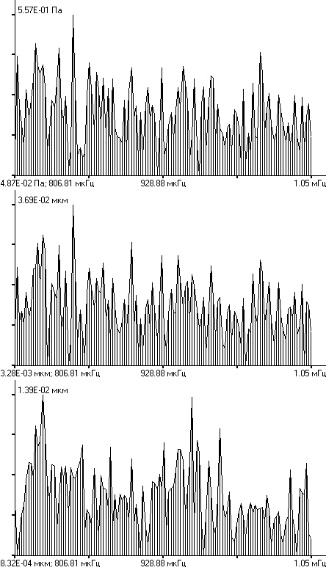 5.57E-01 Па
4.87E-02 Па; 806.81 мкГц 928.88 мкГц 1.05 мГц
3.69E-02 мкм
3.28E-03 мкм; 806.81 мкГц 928.88 мкГц 1.05 мГц
1.39E-02 мкм
8.32E-04 мкм; 806.81 мкГц 928.88 мкГц 1.05 мГц